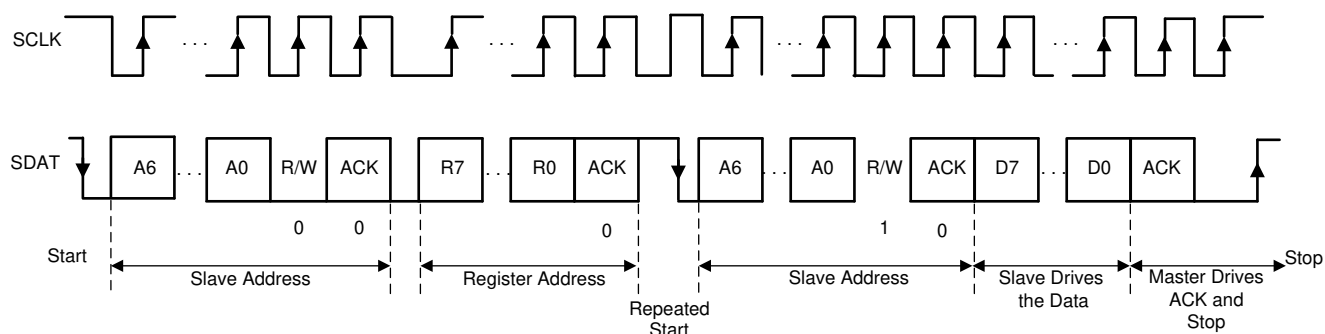 SCLK . . . . . . . . . . . .
SDAT A6 . . . A0 R/W ACK R7 . . . R0 ACK A6 . . . A0 R/W ACK D7 . . . D0 ACK
0 0 0 1 0
Start Stop
Slave Address Register Address Slave Address Slave Drives Master Drives
the Data ACK and
Repeated Stop
Start